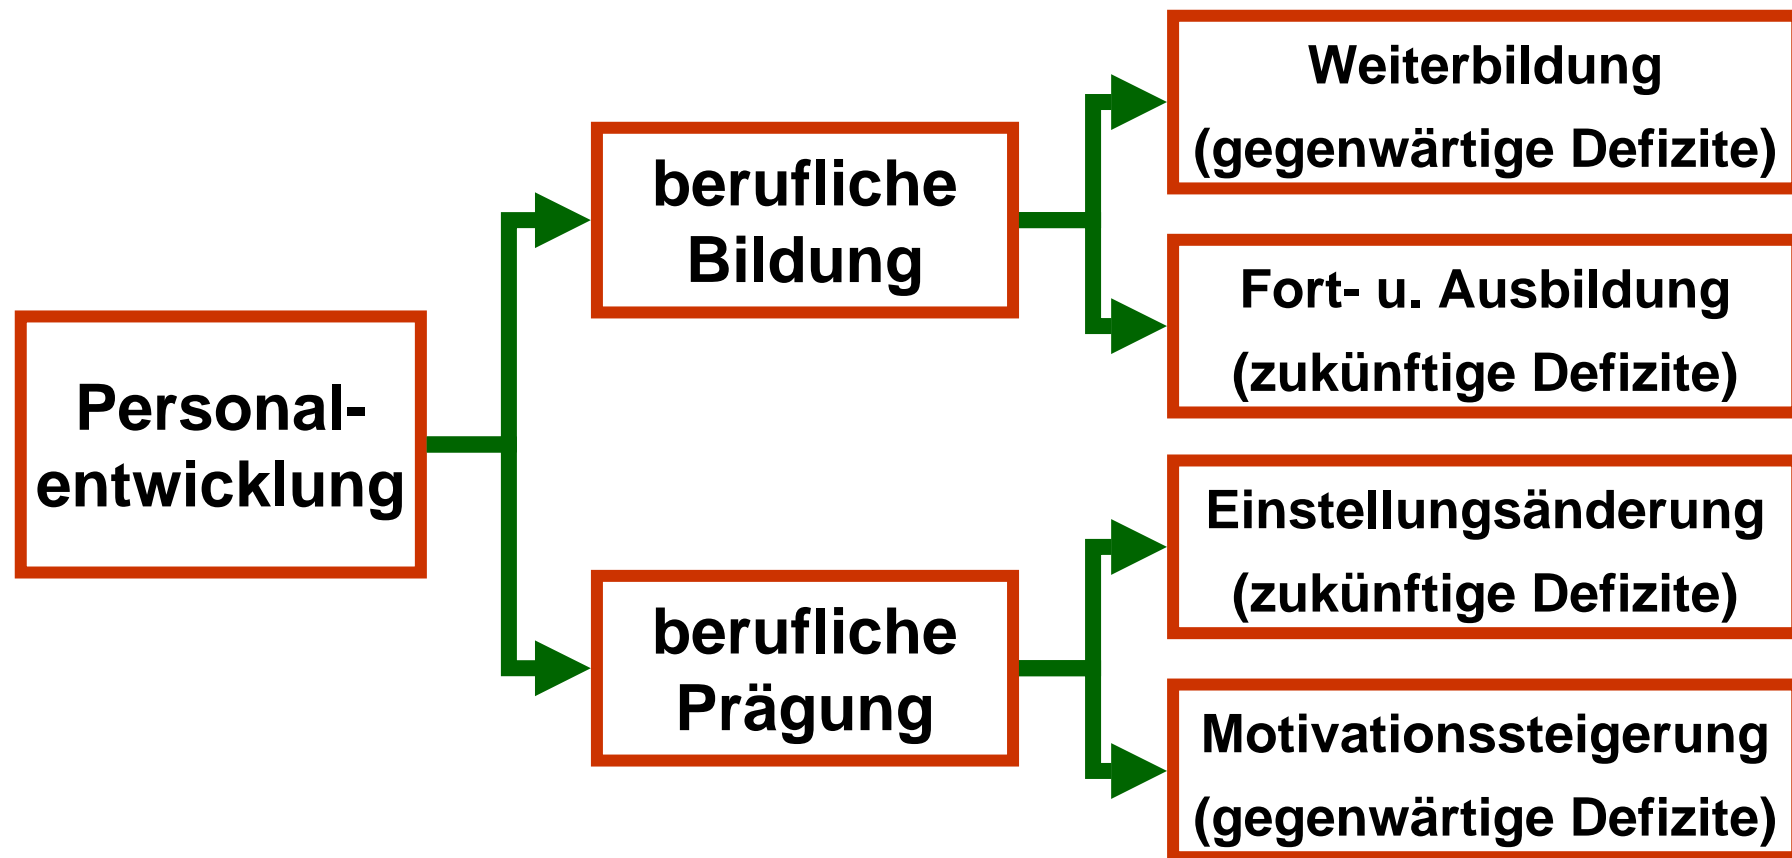 Personal-
entwicklung
berufliche
Bildung
Weiterbildung
(gegenwärtige Defizite)
Fort- u. Ausbildung
(zukünftige Defizite)
berufliche
Prägung
Einstellungsänderung
(zukünftige Defizite)
Motivationssteigerung
(gegenwärtige Defizite)